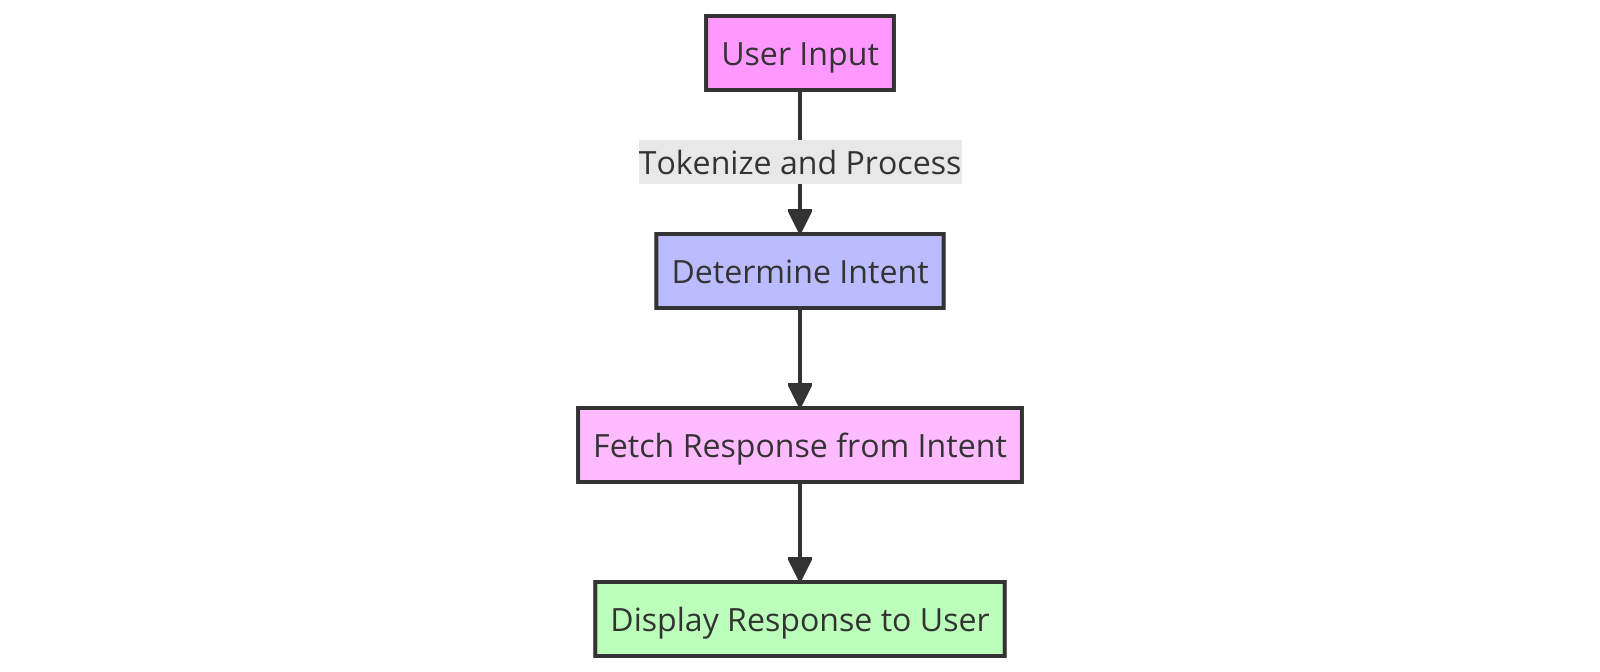 User Input
Tokenize and Process
Determine Intent
Fetch Response from Intent
Display Response to User